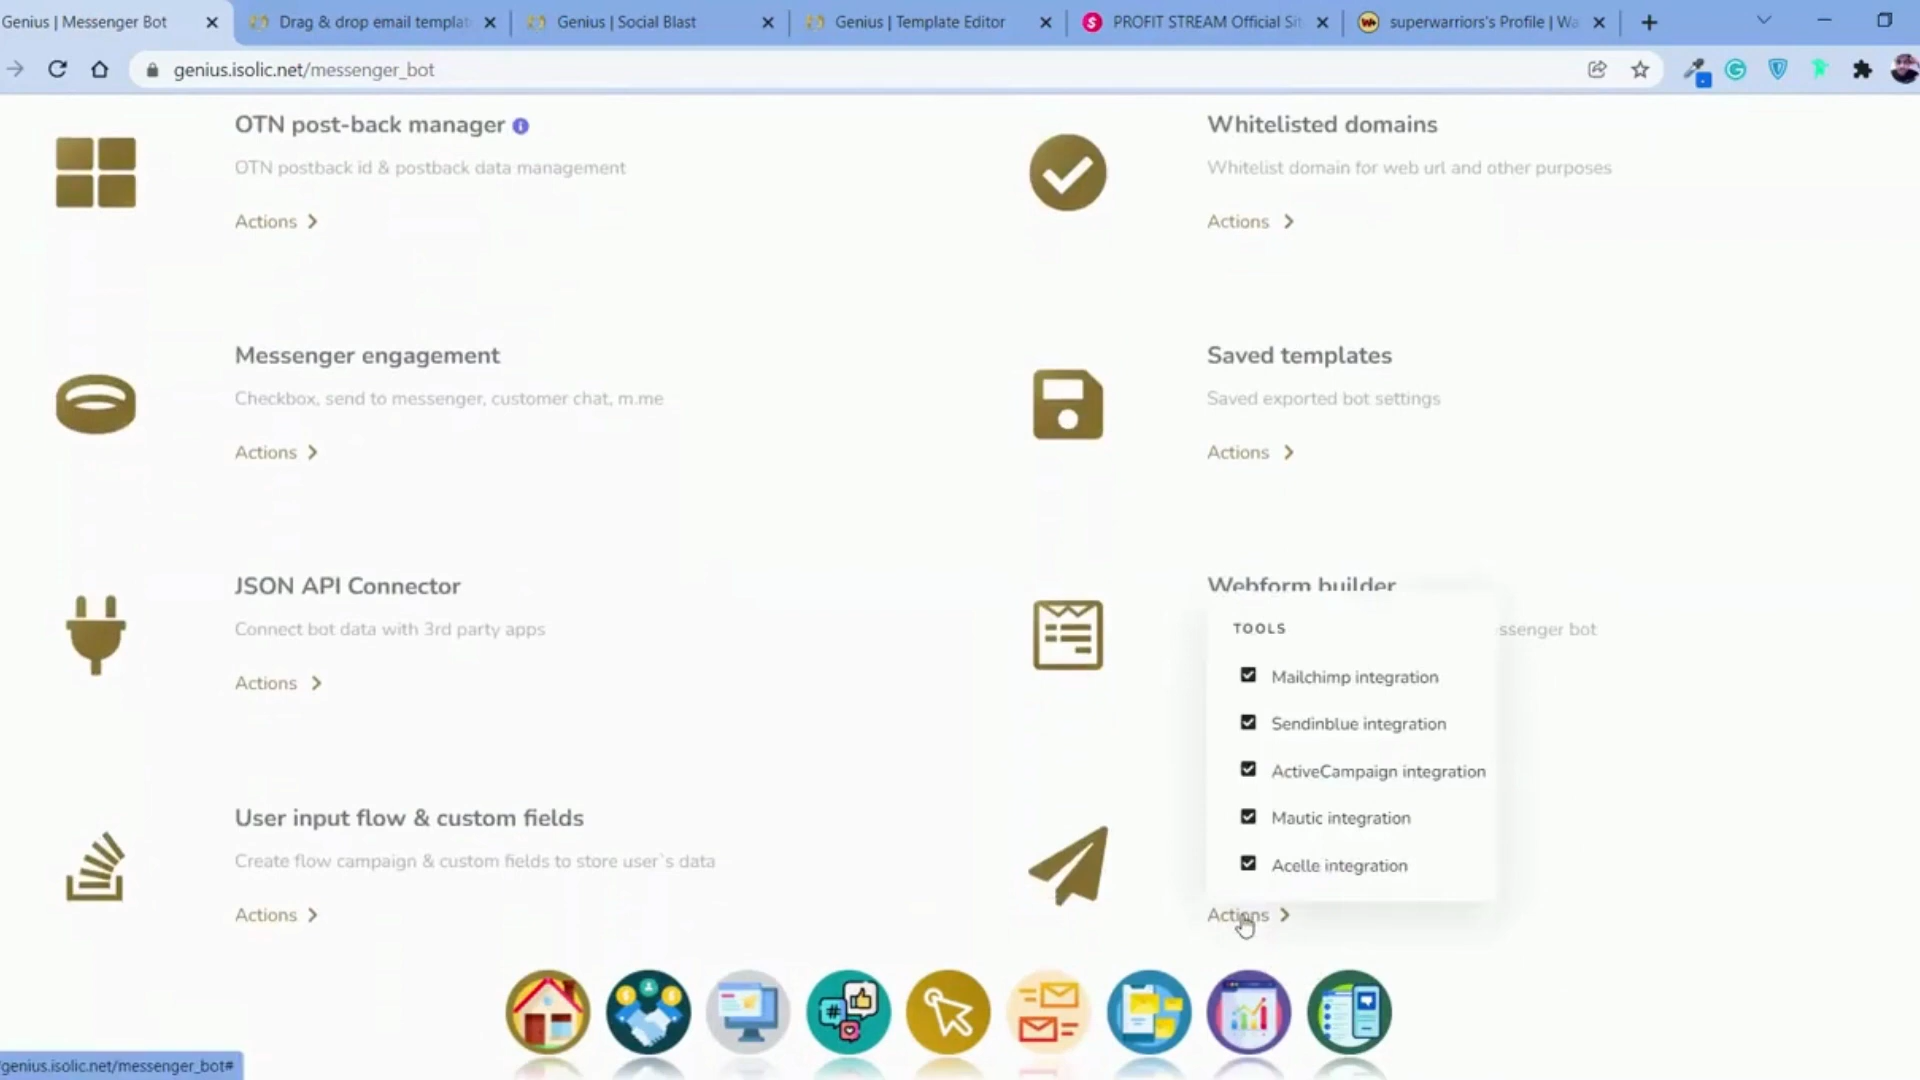 Genius | Messenger Bot
Drag & drop email templat
Genius | Social Blast
Genius | Template Editor
PROFIT STREAM Official Sit
superwarriors's Profile | Wa
genius.isolic.net/messenger_bot
OTN post-back manager
OTN postback id & postback data management
Actions
Whitelisted domains
Whitelist domain for web url and other purposes
Actions
Messenger engagement
Checkbox, send to messenger, customer chat, m.me
Actions
Saved templates
Saved exported bot settings
Actions
JSON API Connector
Connect bot data with 3rd party apps
Actions
Webform builder
ssenger bot
TOOLS
Mailchimp integration
Sendinblue integration
ActiveCampaign integration
Mautic integration
Acelle integration
User input flow & custom fields
Create flow campaign & custom fields to store user`s data
Actions
Actions
/genius.isolic.net/messenger_bot#